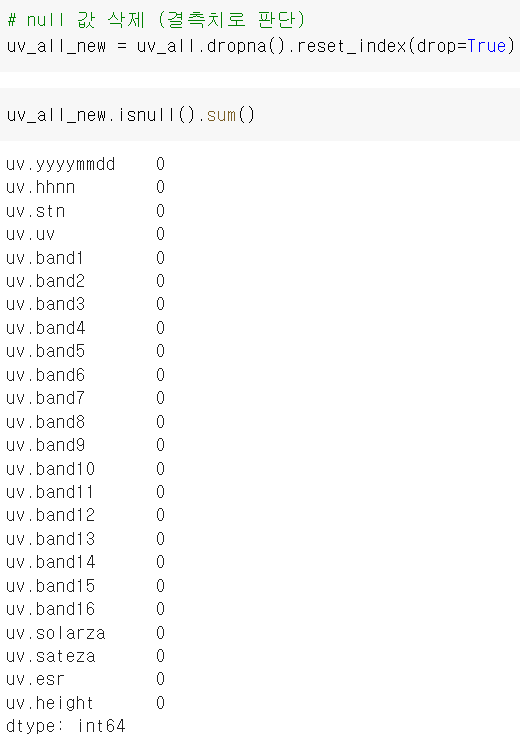 # null 값 삭제 (결측치로 판단)
uv_all_new = uv_all.dropna().reset_index(drop=True)
uv_all_new.isnull().sum()
uv.yyyymmdd 0
uv.hhnn 0
uv.stn 0
uv.uv 0
uv.band1 0
uv.band2 0
uv.band3 0
uv.band4 0
uv.band5 0
uv.band6 0
uv.band7 0
uv.band8 0
uv.band9 0
uv.band10 0
uv.band11 0
uv.band12 0
uv.band13 0
uv.band14 0
uv.band15 0
uv.band16 0
uv.solarza 0
uv.sateza 0
uv.esr 0
uv.height 0
dtype: int64